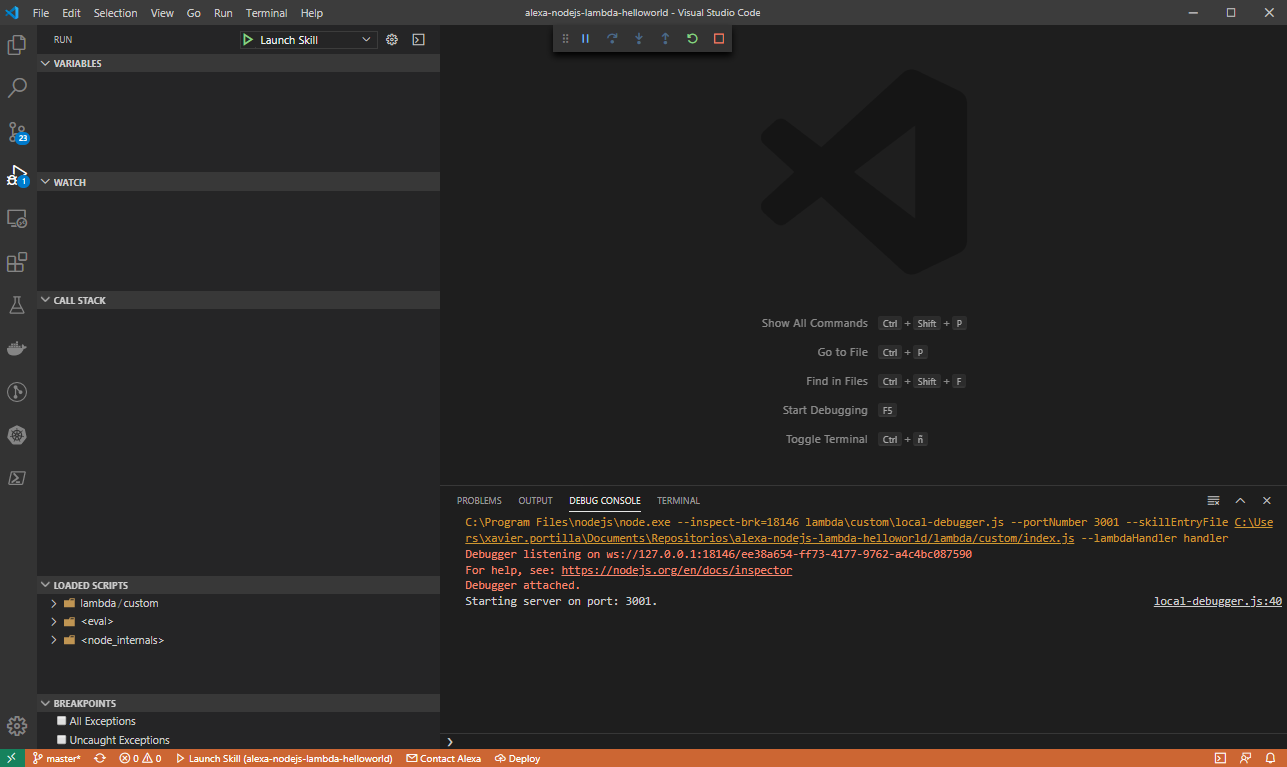 File Edit Selection View Go Run Terminal Help
alexa-nodejs-lambda-helloworld - Visual Studio Code
RUN
Launch Skill
VARIABLES
23
1
WATCH
CALL STACK
Show All Commands Ctrl + Shift + P
Go to File Ctrl + P
Find in Files Ctrl + Shift + F
Start Debugging F5
Toggle Terminal Ctrl + ñ
PROBLEMS OUTPUT DEBUG CONSOLE TERMINAL
C:\Program Files\nodejs\node.exe --inspect-brk=18146 lambda\custom\local-debugger.js --portNumber 3001 --skillEntryFile C:\Use
rs\xavier.portilla\Documents\Repositorios\alexa-nodejs-lambda-helloworld/lambda/custom/index.js --lambdaHandler handler
Debugger listening on ws://127.0.0.1:18146/ee38a654-ff73-4177-9762-a4c4bc087590
For help, see: https://nodejs.org/en/docs/inspector
Debugger attached.
Starting server on port: 3001. local-debugger.js:40
LOADED SCRIPTS
lambda/custom
<eval>
<node_internals>
BREAKPOINTS
All Exceptions
Uncaught Exceptions
master* 0 0 Launch Skill (alexa-nodejs-lambda-helloworld) Contact Alexa Deploy